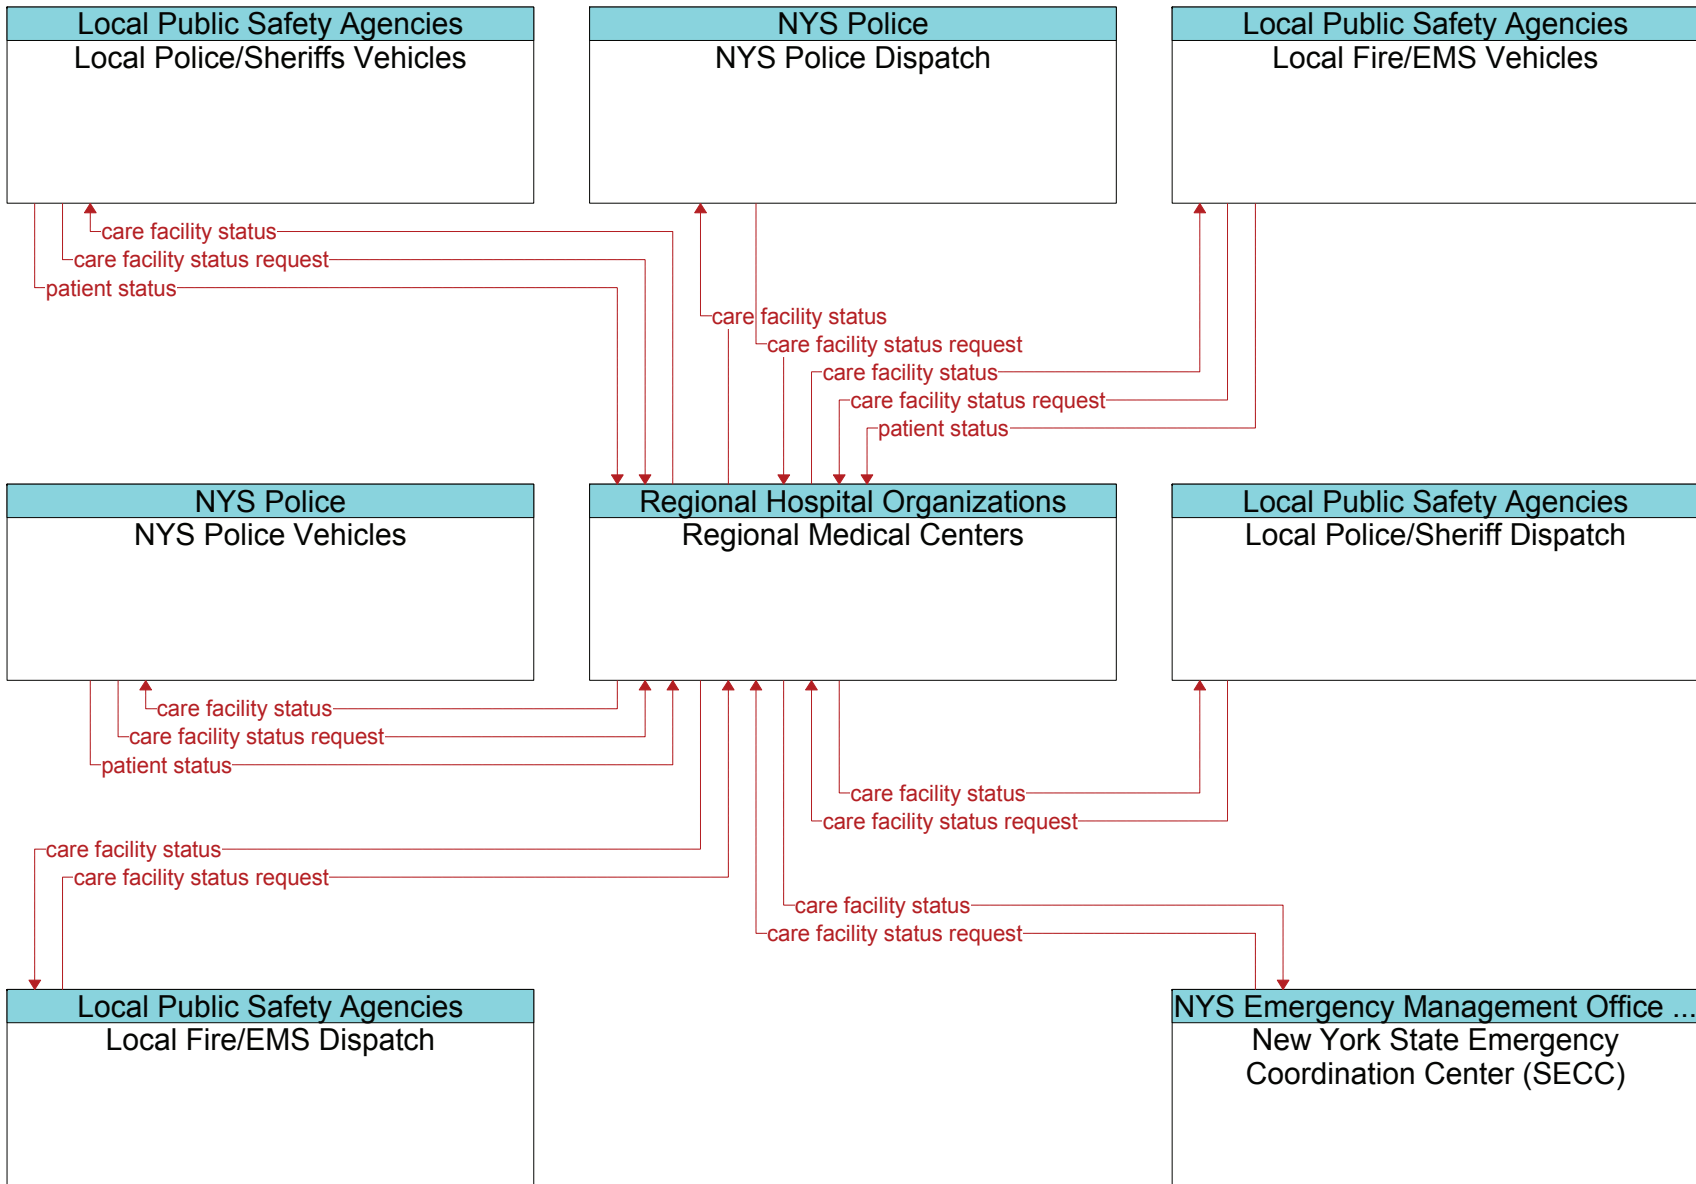 Local Public Safety Agencies
Local Police/Sheriffs Vehicles
NYS Police
NYS Police Dispatch
Local Public Safety Agencies
Local Fire/EMS Vehicles
care facility status
care facility status request
patient status
care facility status
care facility status request
care facility status
care facility status request
patient status
NYS Police
NYS Police Vehicles
Regional Hospital Organizations
Regional Medical Centers
Local Public Safety Agencies
Local Police/Sheriff Dispatch
care facility status
care facility status request
patient status
care facility status
care facility status request
care facility status
care facility status request
care facility status
care facility status request
Local Public Safety Agencies
Local Fire/EMS Dispatch
NYS Emergency Management Office ...
New York State Emergency
Coordination Center (SECC)